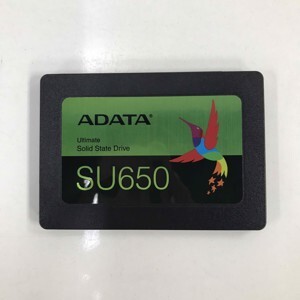 ADATA
Ultimate
Solid State Drive
SU650